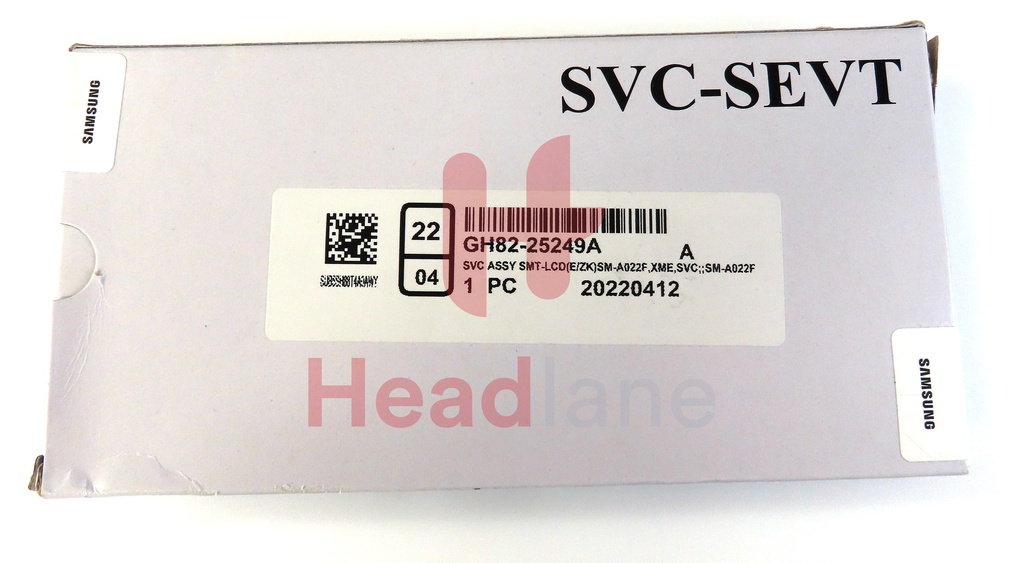 SVC-SEVT
SAMSUNG
22
04
GH82-25249A
A
SVC ASSY SMT-LCD(E/ZK)SM-A022F,XME,SVC;;SM-A022F
1 PC 20220412
Headlane
SAMSUNG